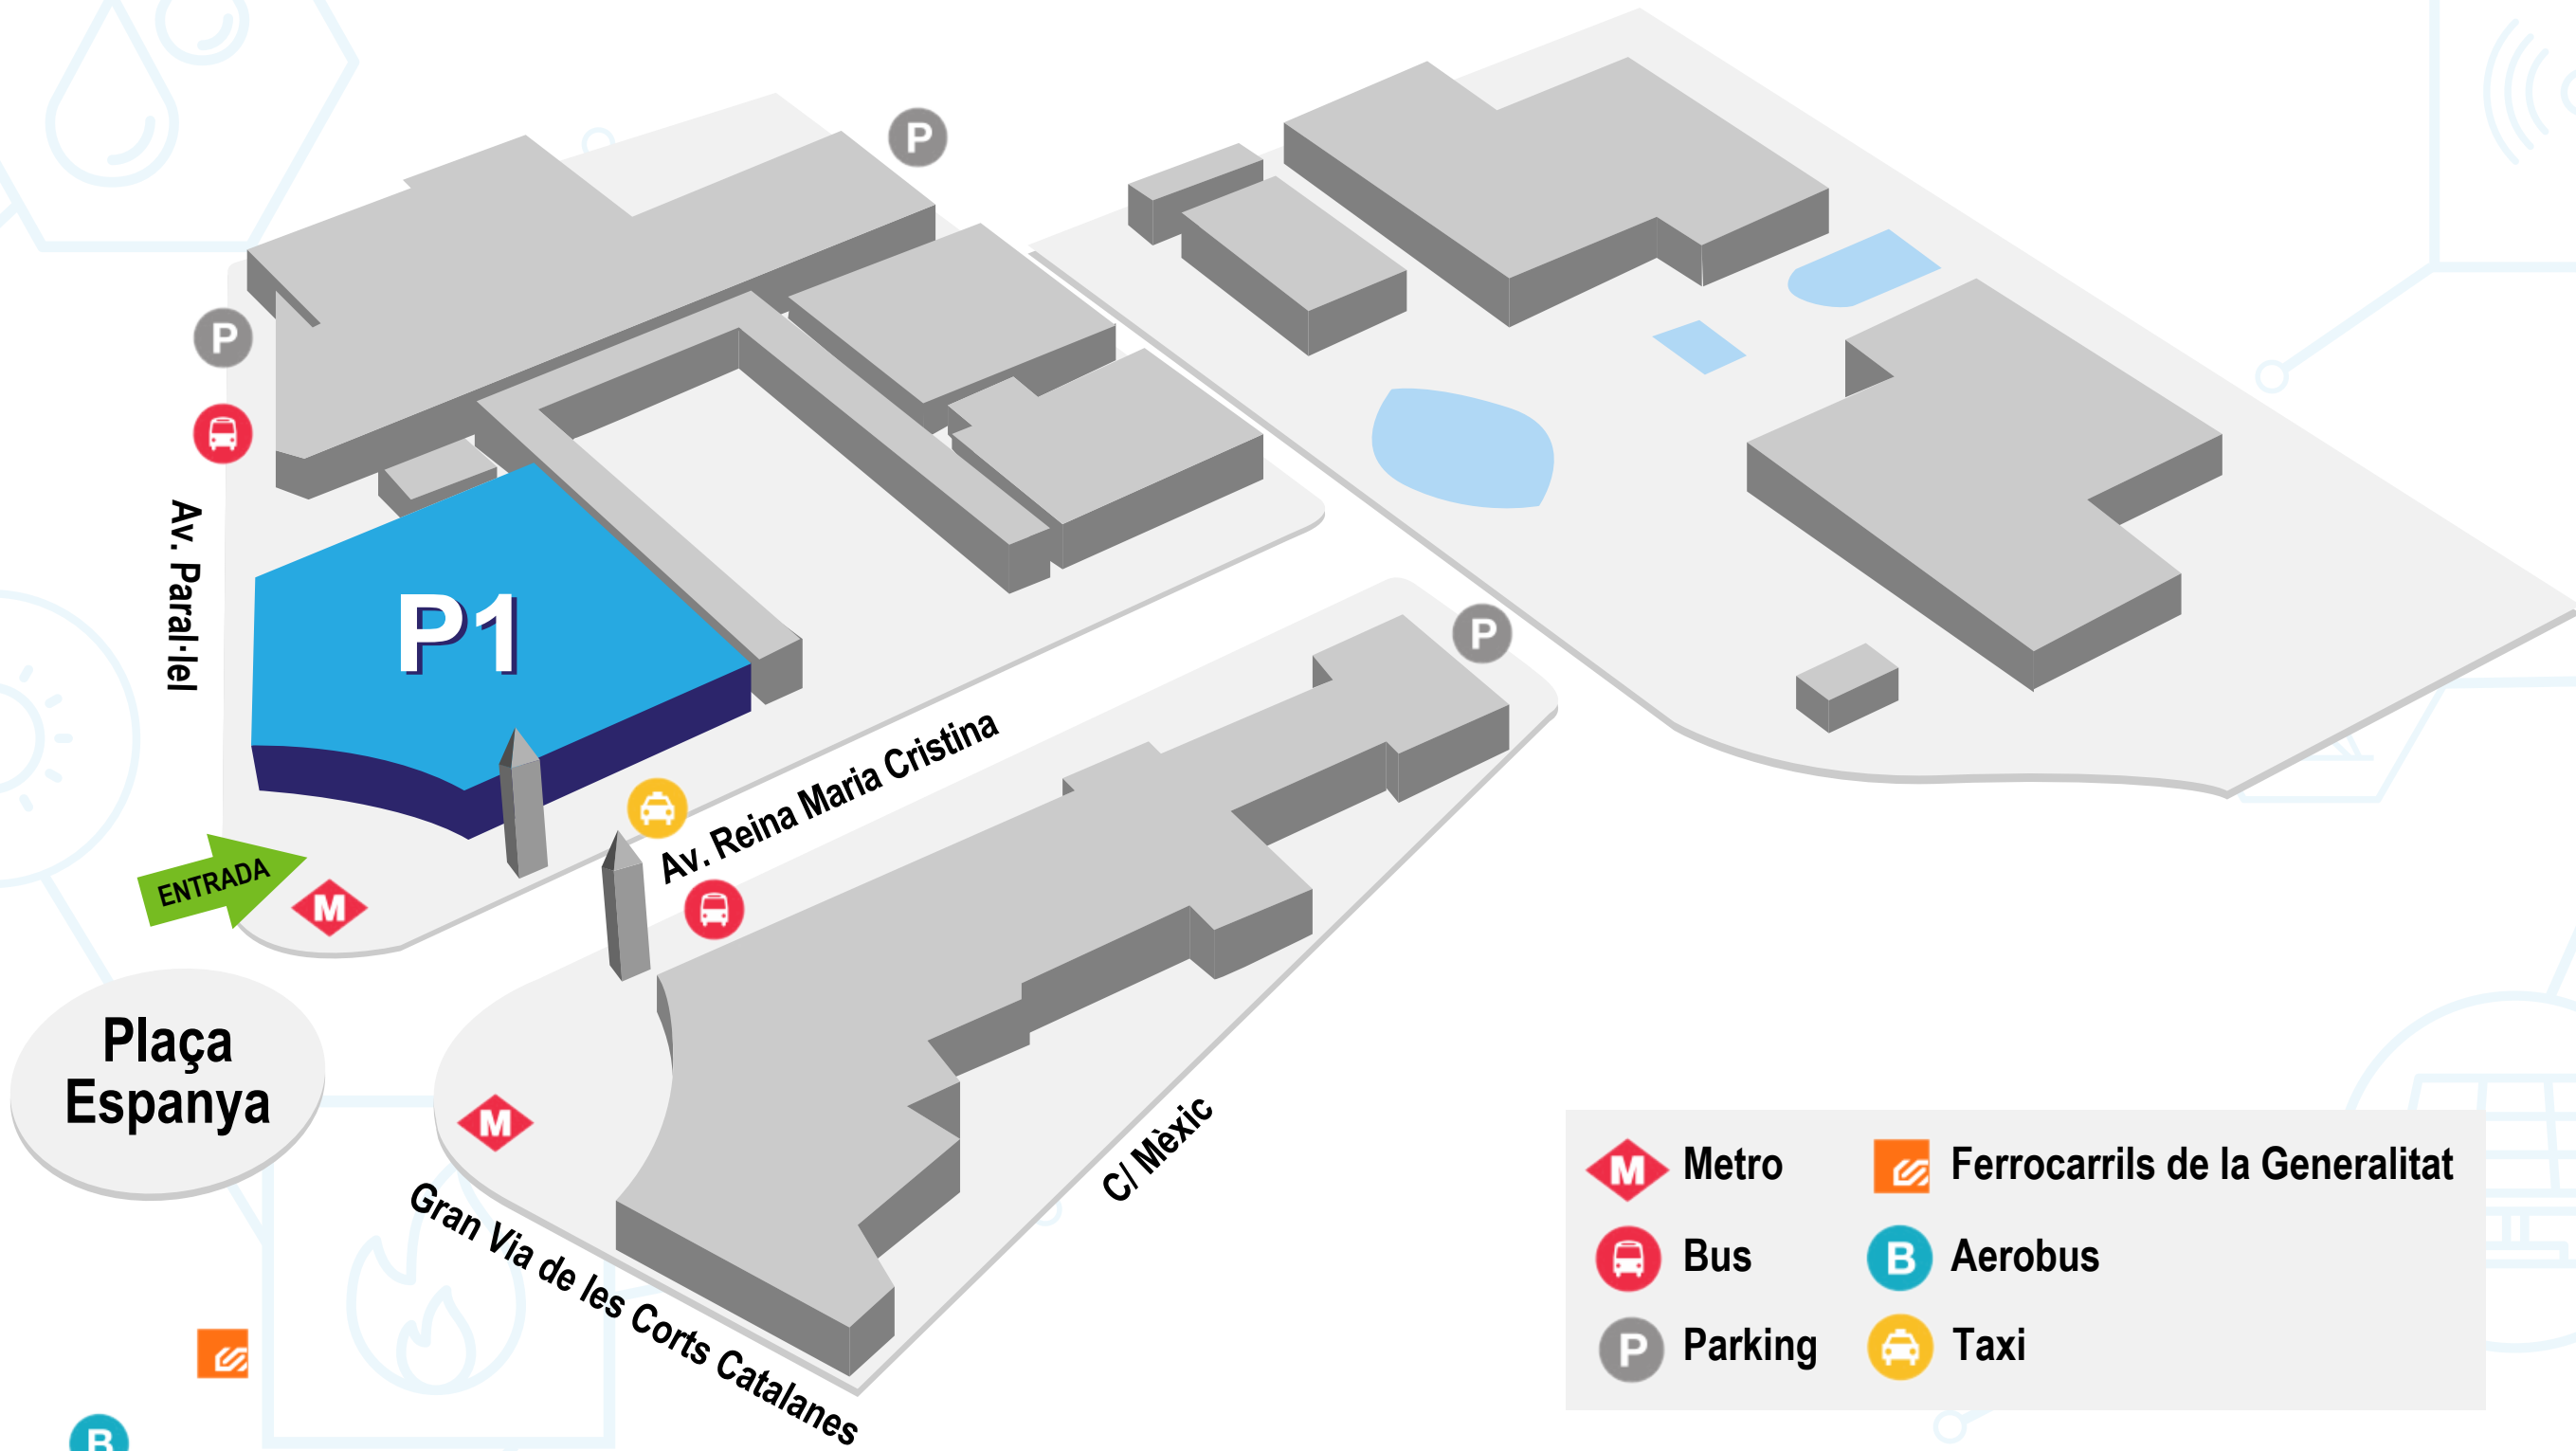 P
P
Av. Paral·lel
P1
P
Av. Reina Maria Cristina
ENTRADA
M
Plaça
Espanya
M
C/ Mèxic
Gran Via de les Corts Catalanes
B
M Metro
Ferrocarrils de la Generalitat
Bus
B Aerobus
P Parking
Taxi